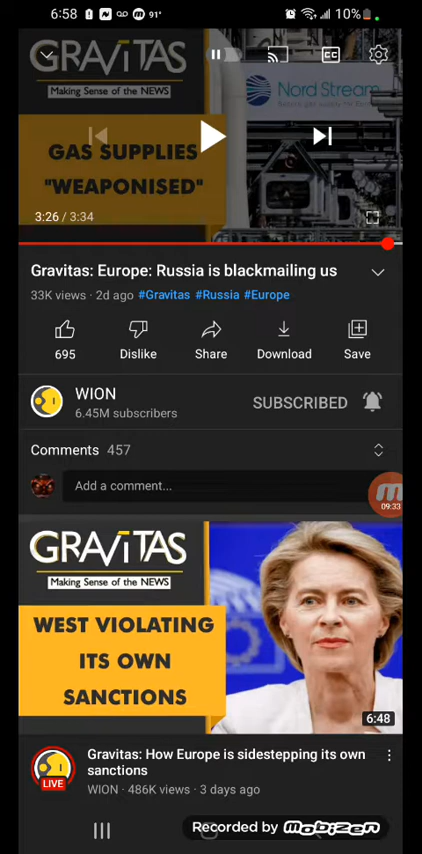 6:58
91°
10%
GRAVITAS
Making Sense of the NEWS
CC
Nord Stream
GAS SUPPLIES
"WEAPONISED"
3:26 / 3:34
Gravitas: Europe: Russia is blackmailing us
33K views · 2d ago #Gravitas #Russia #Europe
695
Dislike
Share
Download
Save
WION
6.45M subscribers
SUBSCRIBED
Comments 457
Add a comment...
09:33
GRAVITAS
Making Sense of the NEWS
WEST VIOLATING
ITS OWN
SANCTIONS
6:48
Gravitas: How Europe is sidestepping its own
sanctions
LIVE
WION · 486K views · 3 days ago
Recorded by mobizen